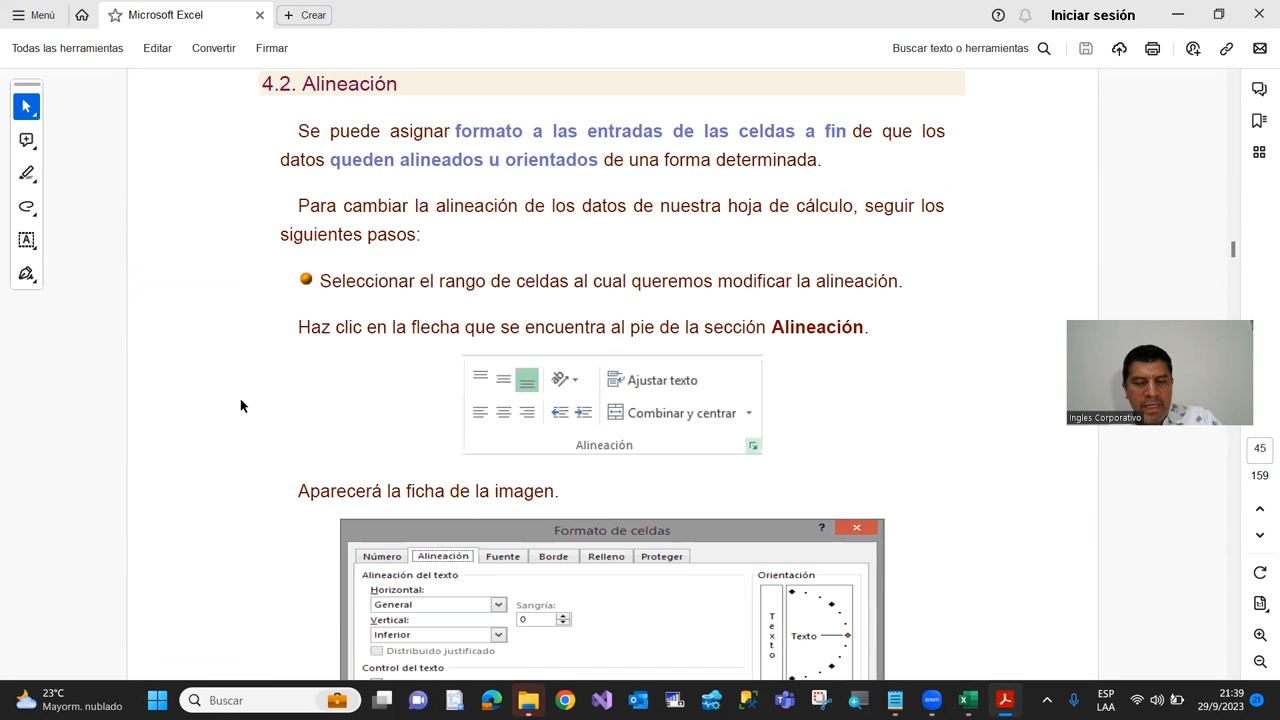 Menú
Microsoft Excel
Crear
Iniciar sesión
Todas las herramientas
Editar
Convertir
Firmar
Buscar texto o herramientas
4.2. Alineación
Se puede asignar formato a las entradas de las celdas a fin de que los
datos queden alineados u orientados de una forma determinada.
Para cambiar la alineación de los datos de nuestra hoja de cálculo, seguir los
siguientes pasos:
Seleccionar el rango de celdas al cual queremos modificar la alineación.
Haz clic en la flecha que se encuentra al pie de la sección Alineación.
Ajustar texto
Combinar y centrar
Alineación
Ingles Corporativo
45
159
Aparecerá la ficha de la imagen.
Formato de celdas
Número
Alineación
Fuente
Borde
Relleno
Proteger
Alineación del texto
Orientación
Horizontal:
General
Sangría:
0
Vertical:
Inferior
Distribuido justificado
Control del texto
Texto
Texto
23°C
Mayorm. nublado
Buscar
ESP
LAA
21:39
29/9/2023
21